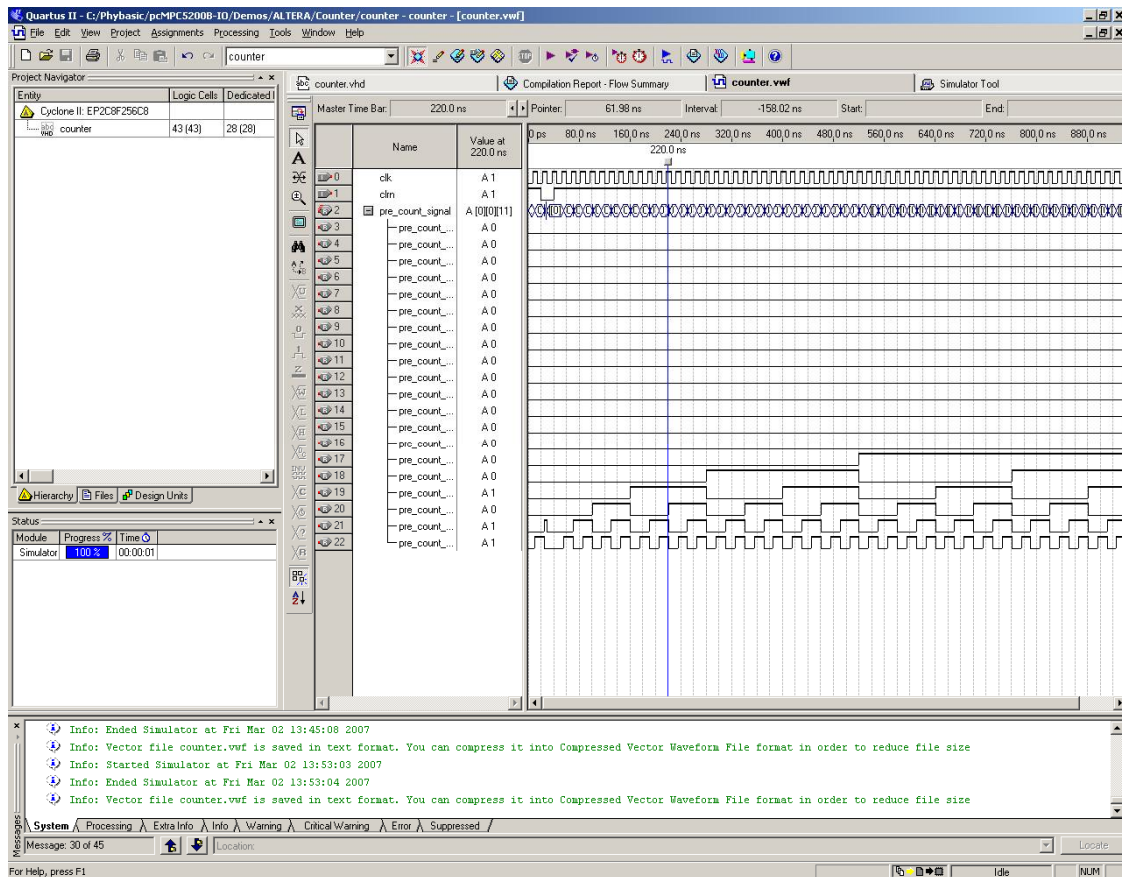 Quartus II - C:/Phybasic/pcMPC5200B-IO/Demos/ALTERA/Counter/counter - counter - [counter.vwf]
File Edit View Project Assignments Processing Tools Window Help
counter
Project Navigator
Entity Logic Cells Dedicated l
Cyclone II: EP2C8F256C8
counter 43 (43) 28 (28)
Hierarchy Files Design Units
Status
Module Progress % Time
Simulator 100 % 00:00:01
counter.vhd Compilation Report - Flow Summary counter.vwf Simulator Tool
Master Time Bar: 220.0 ns Pointer: 61.98 ns Interval: -158.02 ns Start: End:
Name Value at 220.0 ns
0 ps 80.0 ns 160.0 ns 240.0 ns 320.0 ns 400.0 ns 480.0 ns 560.0 ns 640.0 ns 720.0 ns 800.0 ns 880.0 ns
220.0 ns
0 clk A 1
1 clrn A 1
2 pre_count_signal A [0][0][11]
3 pre_count_... A 0
4 pre_count_... A 0
5 pre_count_... A 0
6 pre_count_... A 0
7 pre_count_... A 0
8 pre_count_... A 0
9 pre_count_... A 0
10 pre_count_... A 0
11 pre_count_... A 0
12 pre_count_... A 0
13 pre_count_... A 0
14 pre_count_... A 0
15 pre_count_... A 0
16 pre_count_... A 0
17 pre_count_... A 0
18 pre_count_... A 0
19 pre_count_... A 1
20 pre_count_... A 0
21 pre_count_... A 1
22 pre_count_... A 1
Info: Ended Simulator at Fri Mar 02 13:45:08 2007
Info: Vector file counter.vwf is saved in text format. You can compress it into Compressed Vector Waveform File format in order to reduce file size
Info: Started Simulator at Fri Mar 02 13:53:03 2007
Info: Ended Simulator at Fri Mar 02 13:53:04 2007
Info: Vector file counter.vwf is saved in text format. You can compress it into Compressed Vector Waveform File format in order to reduce file size
System Processing Extra Info Info Warning Critical Warning Error Suppressed
Messages
Message: 30 of 45 Location: Locate
For Help, press F1 Idle NUM